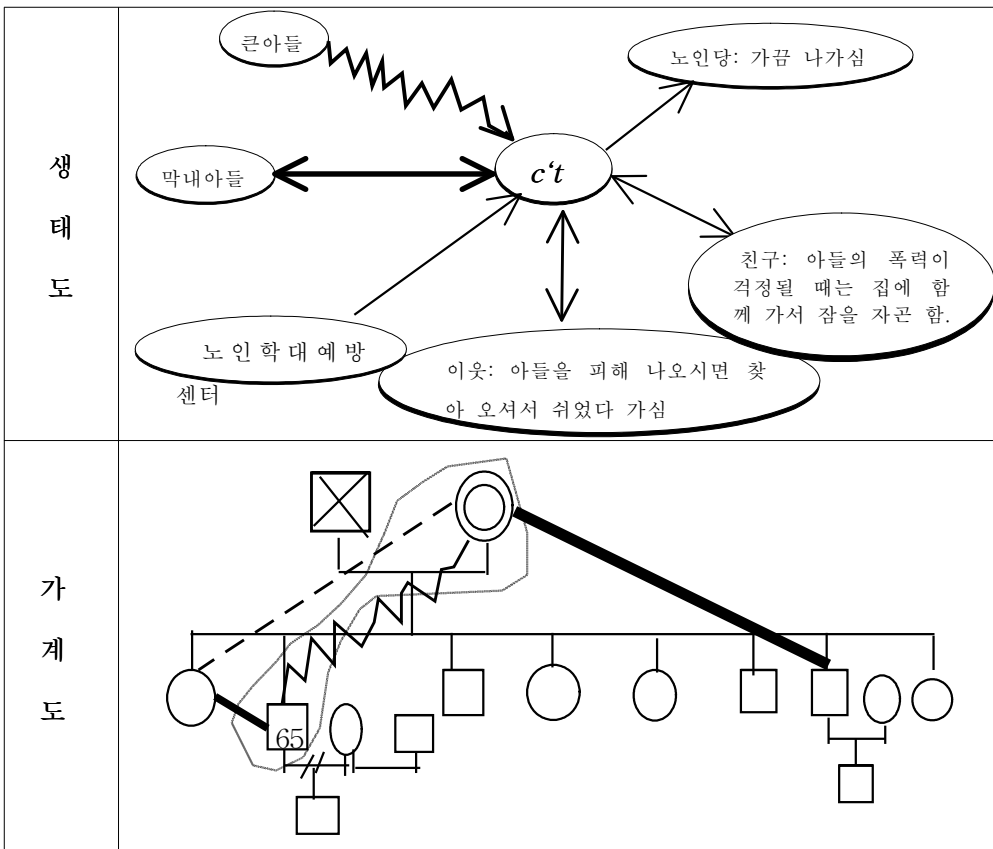 생
태
도
큰아들
노인당: 가끔 나가심
막내아들
c‘t
친구: 아들의 폭력이
걱정될 때는 집에 함
께 가서 잠을 자곤 함.
노인학대예방
센터
이웃: 아들을 피해 나오시면 찾
아 오셔서 쉬었다 가심
가
계
도
65